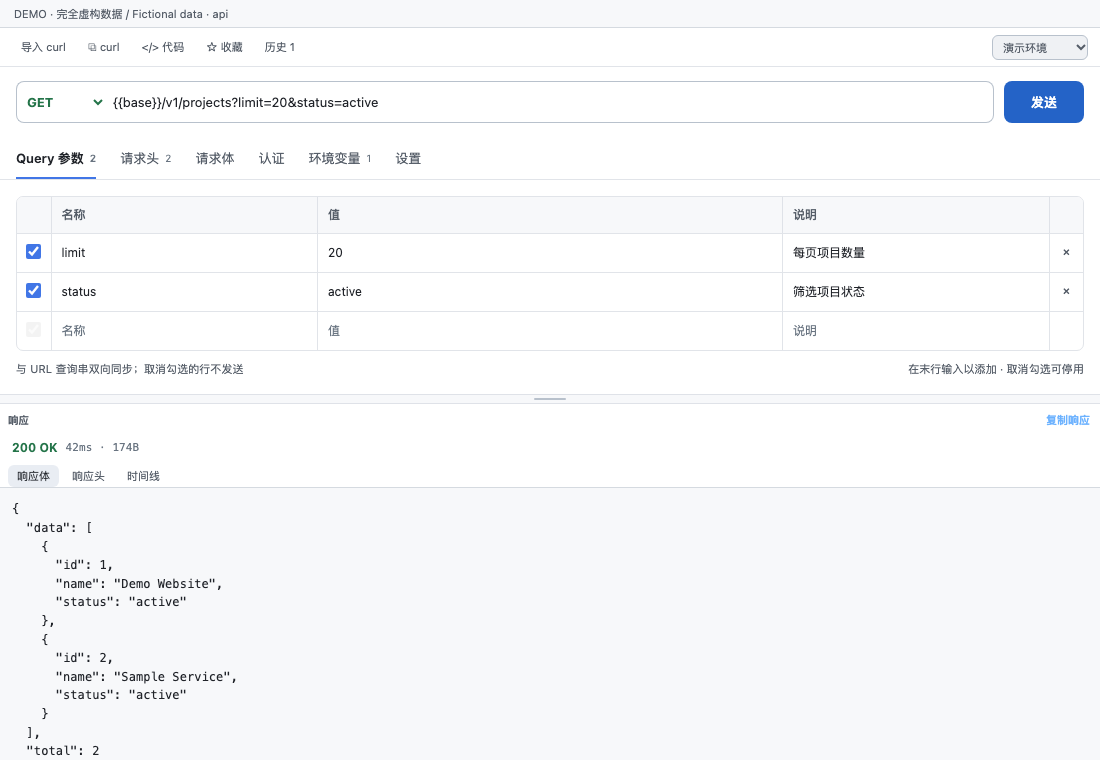 DEMO · 完全虚构数据 / Fictional data · api
导入 curl ⧉ curl </> 代码 ☆ 收藏 历史 1 演示环境
GET {{base}}/v1/projects?limit=20&status=active 发送
Query 参数 2 请求头 2 请求体 认证 环境变量 1 设置
名称 值 说明
limit 20 每页项目数量 ×
status active 筛选项目状态 ×
名称 值 说明
与 URL 查询串双向同步；取消勾选的行不发送 在末行输入以添加 · 取消勾选可停用
响应 复制响应
200 OK 42ms · 174B
响应体 响应头 时间线
{
  "data": [
    {
      "id": 1,
      "name": "Demo Website",
      "status": "active"
    },
    {
      "id": 2,
      "name": "Sample Service",
      "status": "active"
    }
  ],
  "total": 2